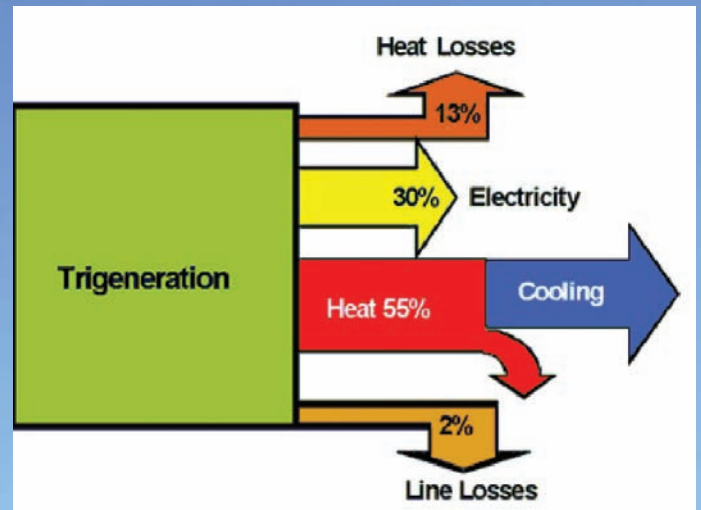 Heat Losses
13%
30% Electricity
Trigeneration
Heat 55%
Cooling
2%
Line Losses